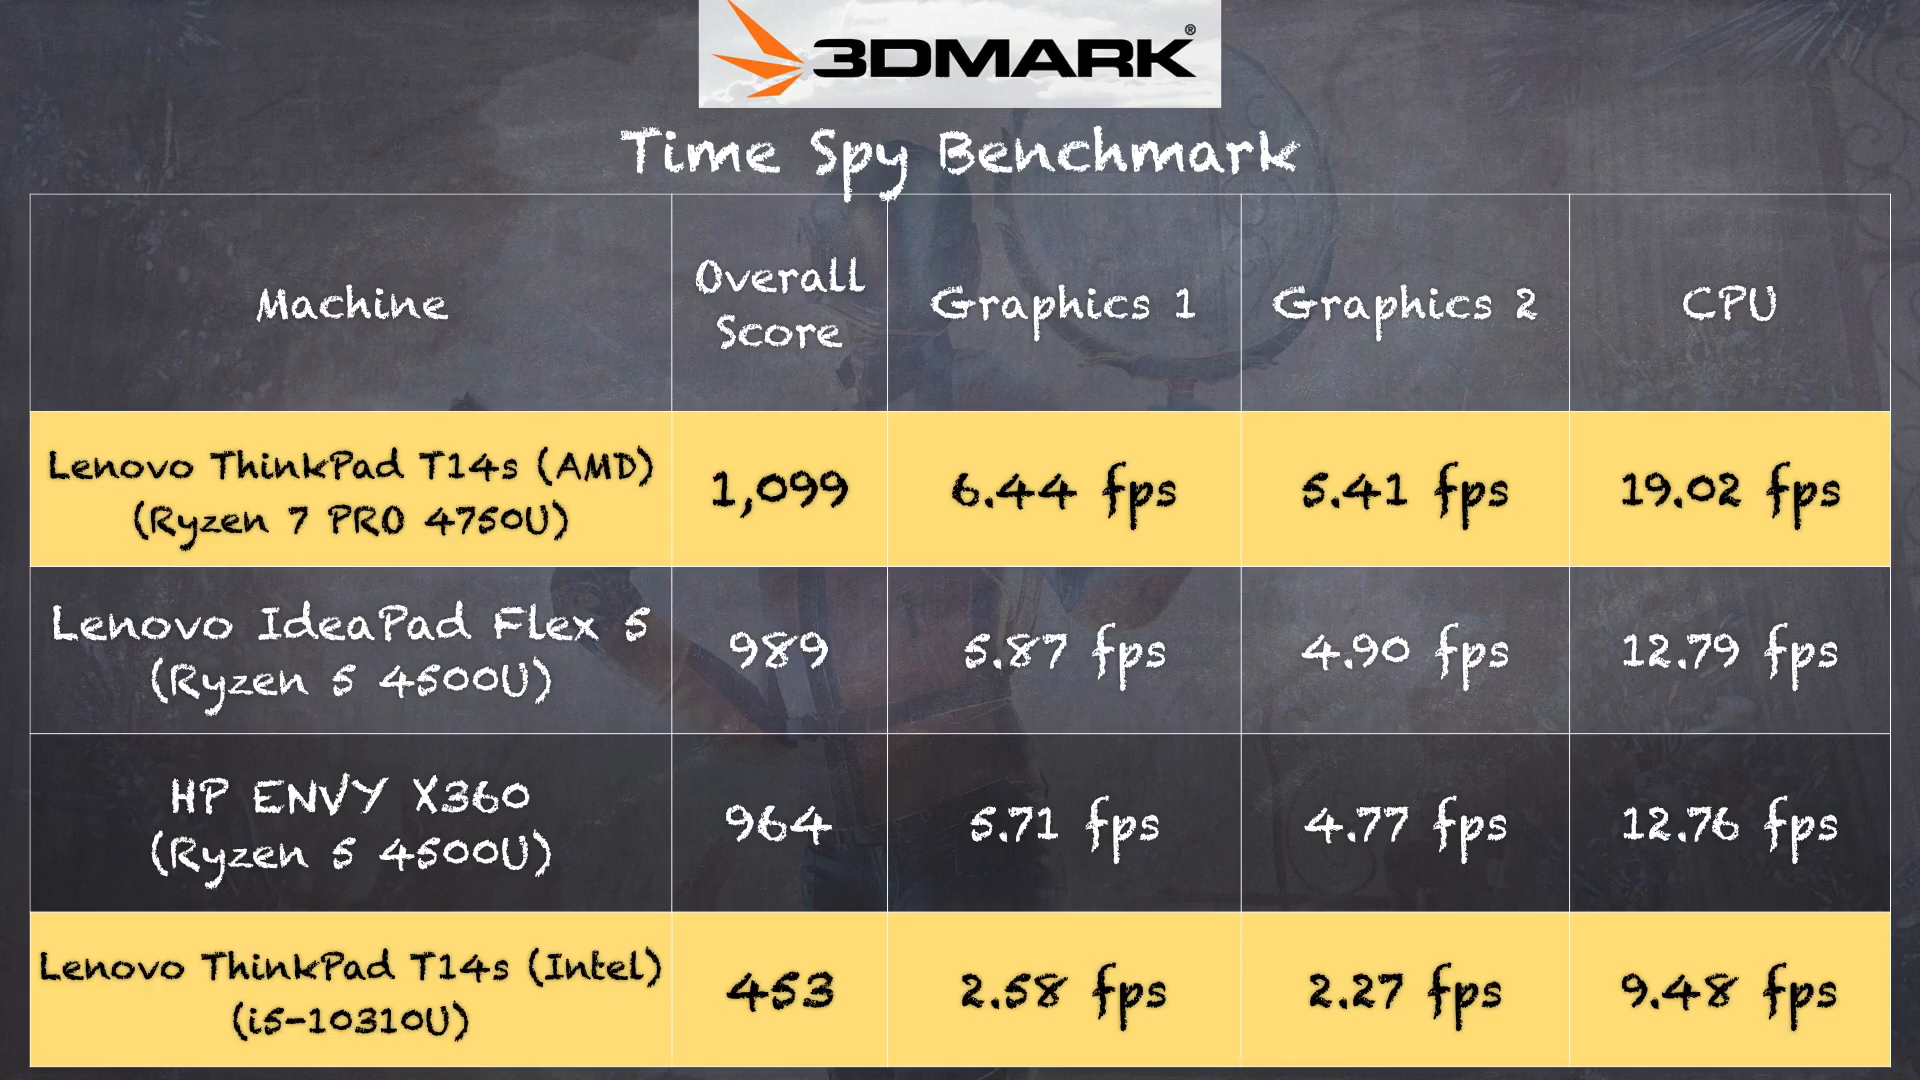 3DMARK®
Time Spy Benchmark
Machine
Overall
Score
Graphics 1
Graphics 2
CPU
Lenovo ThinkPad T14s (AMD)
(Ryzen 7 PRO 4750U)
1,099
6.44 fps
5.41 fps
19.02 fps
Lenovo IdeaPad Flex 5
(Ryzen 5 4500U)
989
5.87 fps
4.90 fps
12.79 fps
HP ENVY X360
(Ryzen 5 4500U)
964
5.71 fps
4.77 fps
12.76 fps
Lenovo ThinkPad T14s (Intel)
(i5-10310U)
453
2.58 fps
2.27 fps
9.48 fps